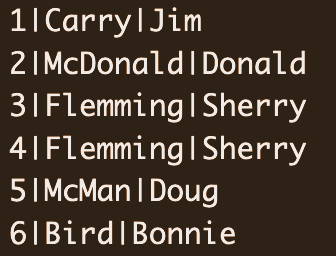 1|Carry|Jim
2|McDonald|Donald
3|Flemming|Sherry
4|Flemming|Sherry
5|McMan|Doug
6|Bird|Bonnie